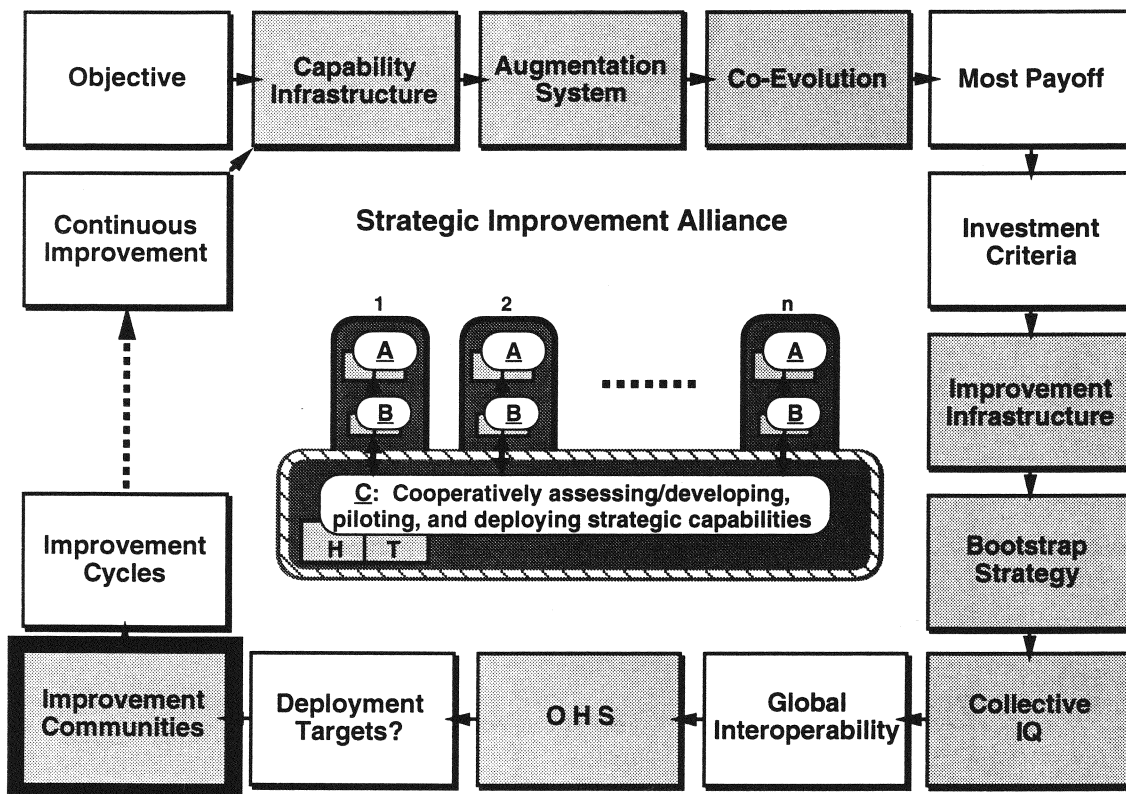 Objective
Capability
Infrastructure
Augmentation
System
Co-Evolution
Most Payoff
Continuous
Improvement
Strategic Improvement Alliance
Investment
Criteria
1
2
n
A
A
A
B
B
B
Improvement
Infrastructure
C: Cooperatively assessing/developing,
piloting, and deploying strategic capabilities
H T
Improvement
Cycles
Bootstrap
Strategy
Improvement
Communities
Deployment
Targets?
O H S
Global
Interoperability
Collective
IQ